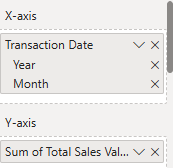 X-axis
Transaction Date
Year
Month
Y-axis
Sum of Total Sales Val...